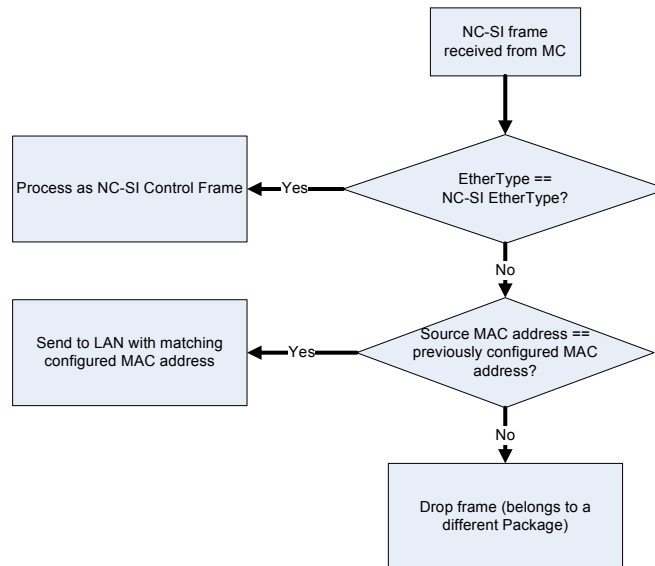 NC-SI frame
received from MC
EtherType ==
NC-SI EtherType?
Yes
Process as NC-SI Control Frame
No
Source MAC address ==
previously configured MAC
address?
Yes
Send to LAN with matching
configured MAC address
No
Drop frame (belongs to a
different Package)